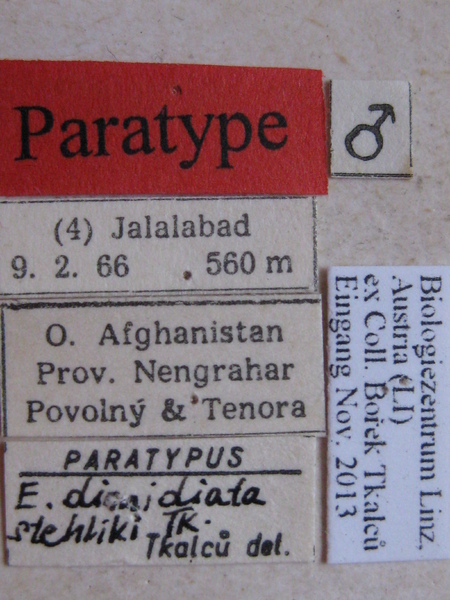 Paratype
♂
(4) Jalalabad
9. 2. 66 560 m
O. Afghanistan
Prov. Nengrahar
Povolný & Tenora
PARATYPUS
E. dimidiata
stehliki Tk.
Tkalců det.
Biologiezentrum Linz,
Austria (LI)
ex Coll. Bořek Tkalců
Eingang Nov. 2013